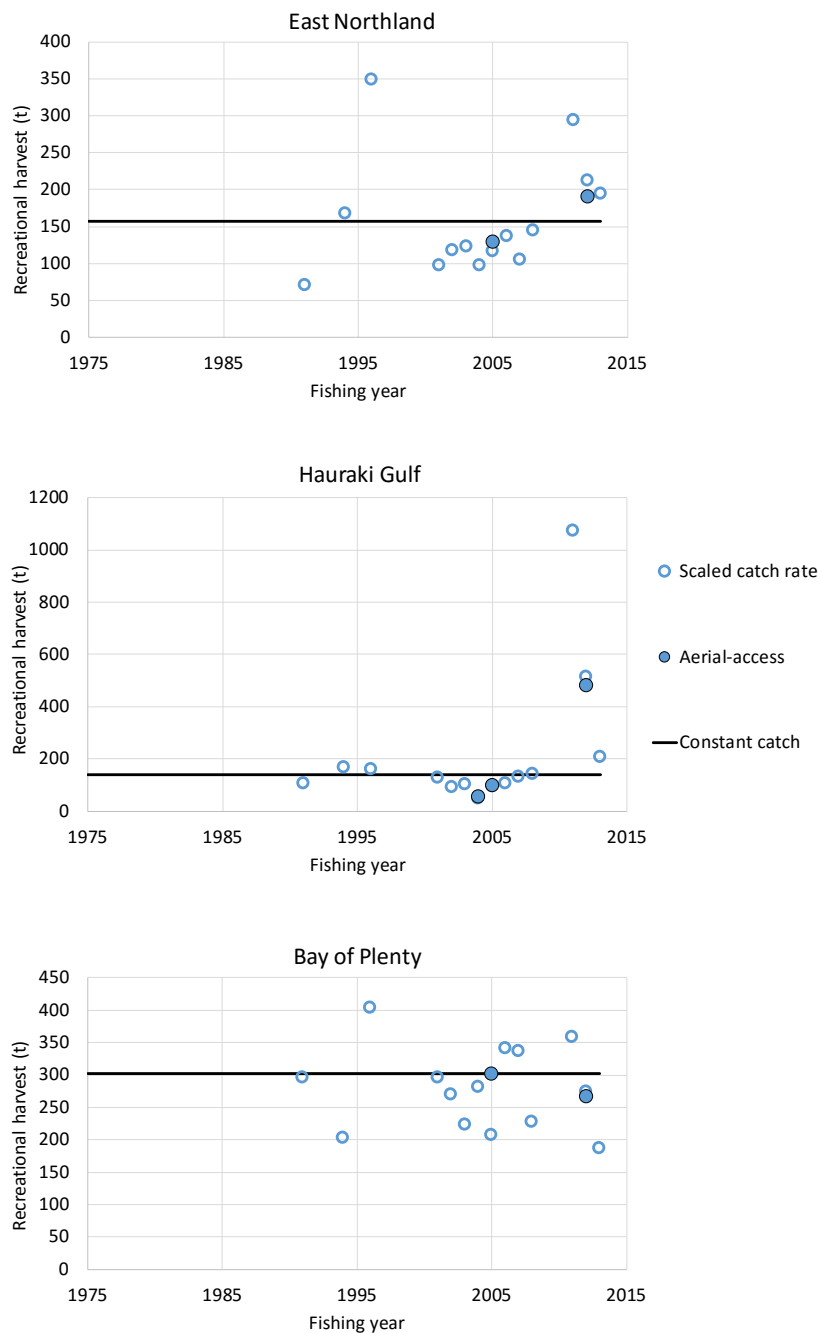 East Northland
400
350
300
250
200
150
100
50
0
Recreational harvest (t)
1975 1985 1995 2005 2015
Fishing year
Hauraki Gulf
1200
1000
800
600
400
200
0
Recreational harvest (t)
1975 1985 1995 2005 2015
Fishing year
Scaled catch rate
Aerial-access
Constant catch
Bay of Plenty
450
400
350
300
250
200
150
100
50
0
Recreational harvest (t)
1975 1985 1995 2005 2015
Fishing year